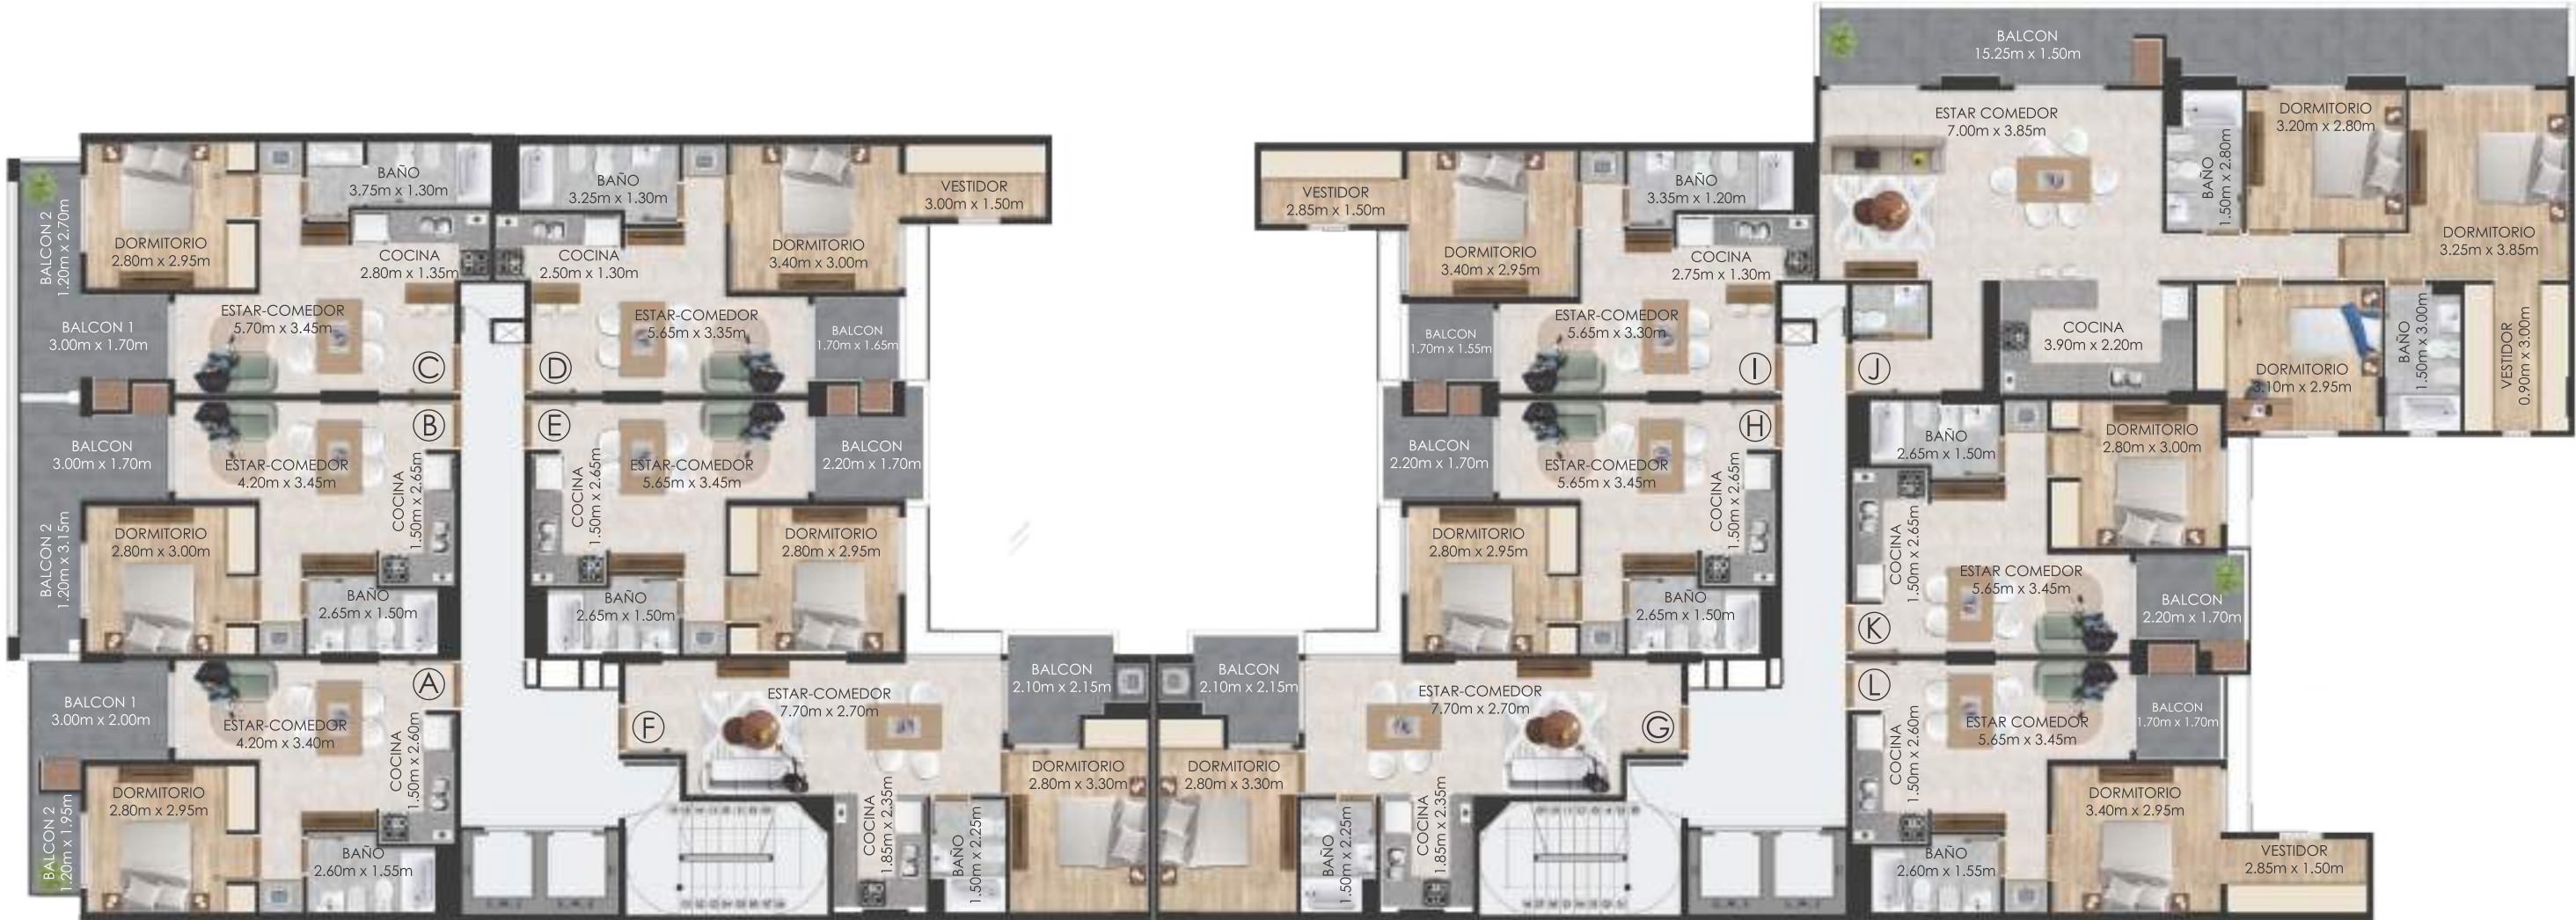 BALCON 2
1.20m x 2.70m
BALCON 1
3.00m x 1.70m
DORMITORIO
2.80m x 2.95m
BAÑO
3.75m x 1.30m
COCINA
2.80m x 1.35m
ESTAR-COMEDOR
5.70m x 3.45m
C
BAÑO
3.25m x 1.30m
COCINA
2.50m x 1.30m
DORMITORIO
3.40m x 3.00m
VESTIDOR
3.00m x 1.50m
ESTAR-COMEDOR
5.65m x 3.35m
BALCON
1.70m x 1.65m
D
BALCON
3.00m x 1.70m
BALCON 2
1.20m x 3.15m
ESTAR-COMEDOR
4.20m x 3.45m
B
COCINA
1.50m x 2.65m
DORMITORIO
2.80m x 3.00m
BAÑO
2.65m x 1.50m
E
ESTAR-COMEDOR
5.65m x 3.45m
BALCON
2.20m x 1.70m
COCINA
1.50m x 2.65m
BAÑO
2.65m x 1.50m
DORMITORIO
2.80m x 2.95m
BALCON 1
3.00m x 2.00m
BALCON 2
1.20m x 1.95m
ESTAR-COMEDOR
4.20m x 3.40m
A
COCINA
1.50m x 2.60m
DORMITORIO
2.80m x 2.95m
BAÑO
2.60m x 1.55m
F
ESTAR-COMEDOR
7.70m x 2.70m
BALCON
2.10m x 2.15m
COCINA
1.85m x 2.35m
BAÑO
1.50m x 2.25m
DORMITORIO
2.80m x 3.30m
BALCON
2.10m x 2.15m
ESTAR-COMEDOR
7.70m x 2.70m
G
DORMITORIO
2.80m x 3.30m
BAÑO
1.50m x 2.25m
COCINA
1.85m x 2.35m
VESTIDOR
2.85m x 1.50m
DORMITORIO
3.40m x 2.95m
BAÑO
3.35m x 1.20m
COCINA
2.75m x 1.30m
ESTAR-COMEDOR
5.65m x 3.30m
BALCON
1.70m x 1.55m
I
BALCON
2.20m x 1.70m
ESTAR-COMEDOR
5.65m x 3.45m
H
COCINA
1.50m x 2.65m
DORMITORIO
2.80m x 2.95m
BAÑO
2.65m x 1.50m
BALCON
15.25m x 1.50m
ESTAR COMEDOR
7.00m x 3.85m
BAÑO
1.50m x 2.80m
DORMITORIO
3.20m x 2.80m
DORMITORIO
3.25m x 3.85m
J
COCINA
3.90m x 2.20m
DORMITORIO
3.10m x 2.95m
BAÑO
1.50m x 3.00m
VESTIDOR
0.90m x 3.00m
BAÑO
2.65m x 1.50m
DORMITORIO
2.80m x 3.00m
COCINA
1.50m x 2.65m
ESTAR COMEDOR
5.65m x 3.45m
BALCON
2.20m x 1.70m
K
L
COCINA
1.50m x 2.60m
ESTAR COMEDOR
5.65m x 3.45m
BALCON
1.70m x 1.70m
BAÑO
2.60m x 1.55m
DORMITORIO
3.40m x 2.95m
VESTIDOR
2.85m x 1.50m